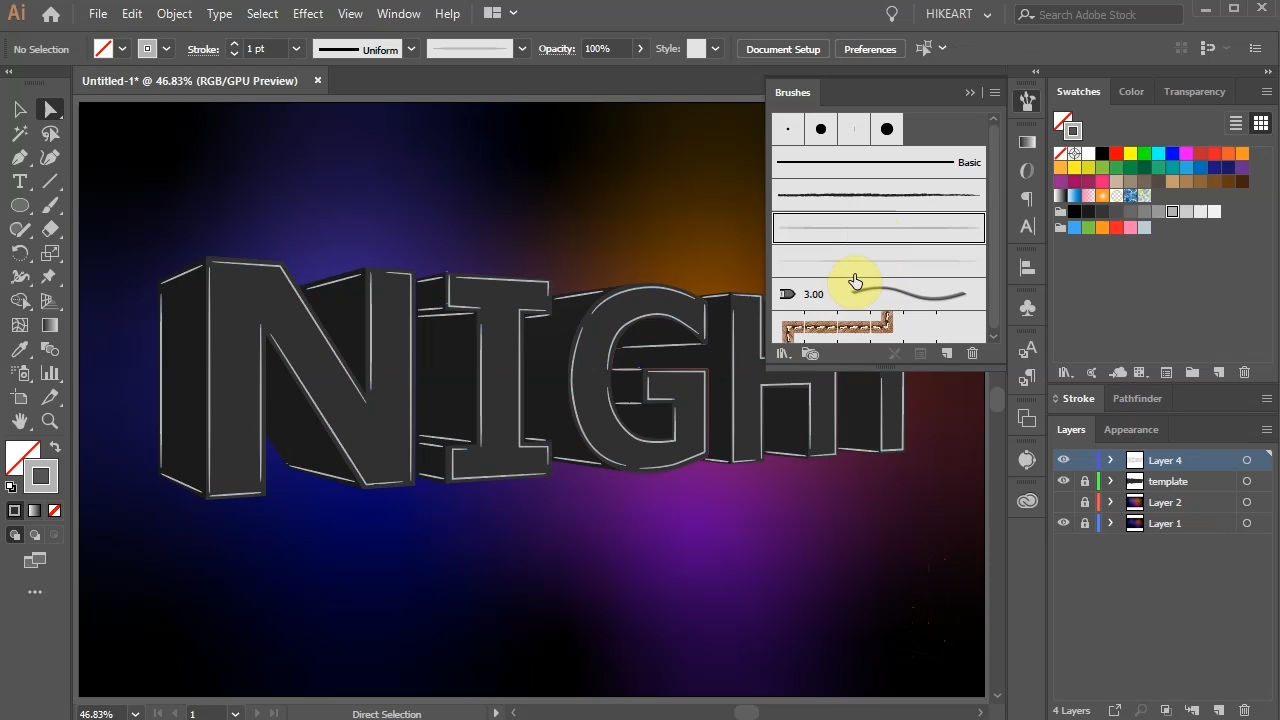 Ai File Edit Object Type Select Effect View Window Help HIKEART Search Adobe Stock
No Selection Stroke: 1 pt Uniform Opacity: 100% Style: Document Setup Preferences
Untitled-1* @ 46.83% (RGB/GPU Preview)
Brushes
Basic
3.00
Swatches Color Transparency
NIGHT
Stroke Pathfinder
Layers Appearance
Layer 4
template
Layer 2
Layer 1
46.83% 1 Direct Selection 4 Layers